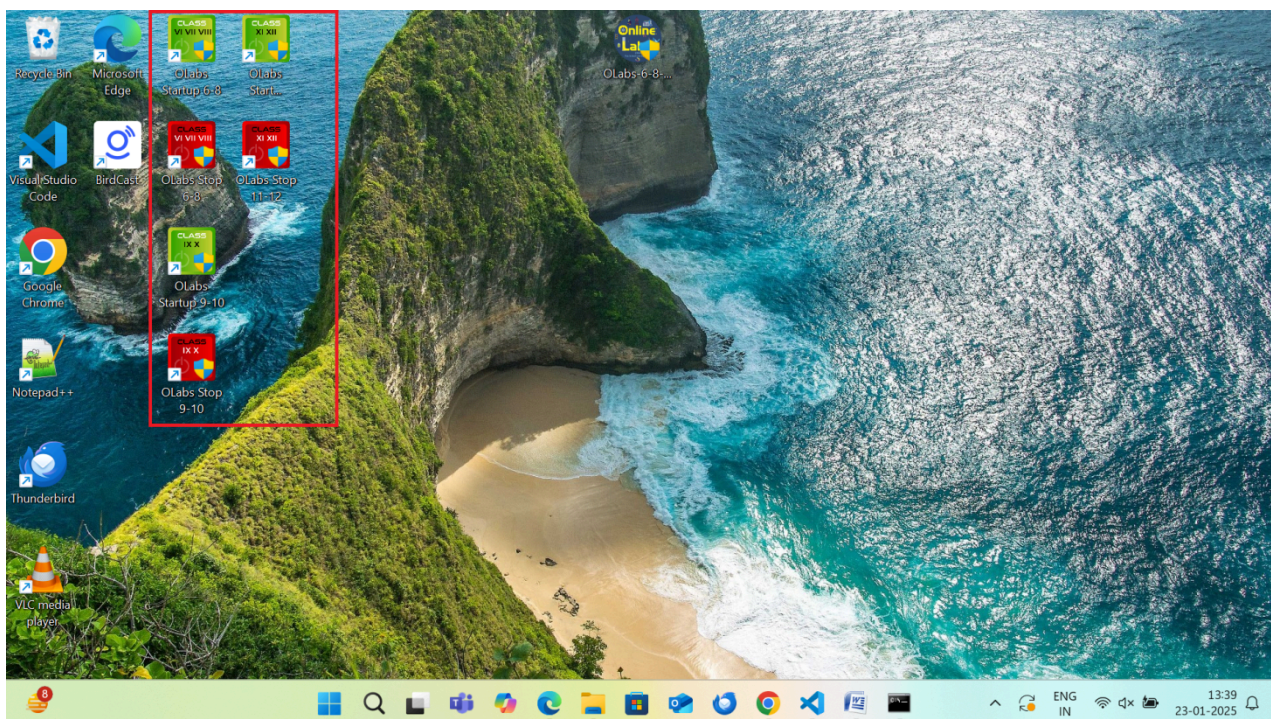 CLASS
VI VII VIII
OLabs
Startup 6-8
CLASS
XI XII
OLabs
Start...
Online
OLabs-6-8-...
Recycle Bin
Microsoft
Edge
Visual Studio
Code
BirdCast
CLASS
VI VII VIII
OLabs Stop
6-8
CLASS
XI XII
OLabs Stop
11-12
Google
Chrome
CLASS
IX X
OLabs
Startup 9-10
Notepad++
CLASS
IX X
OLabs Stop
9-10
Thunderbird
VLC media
player
8
ENG
IN
13:39
23-01-2025